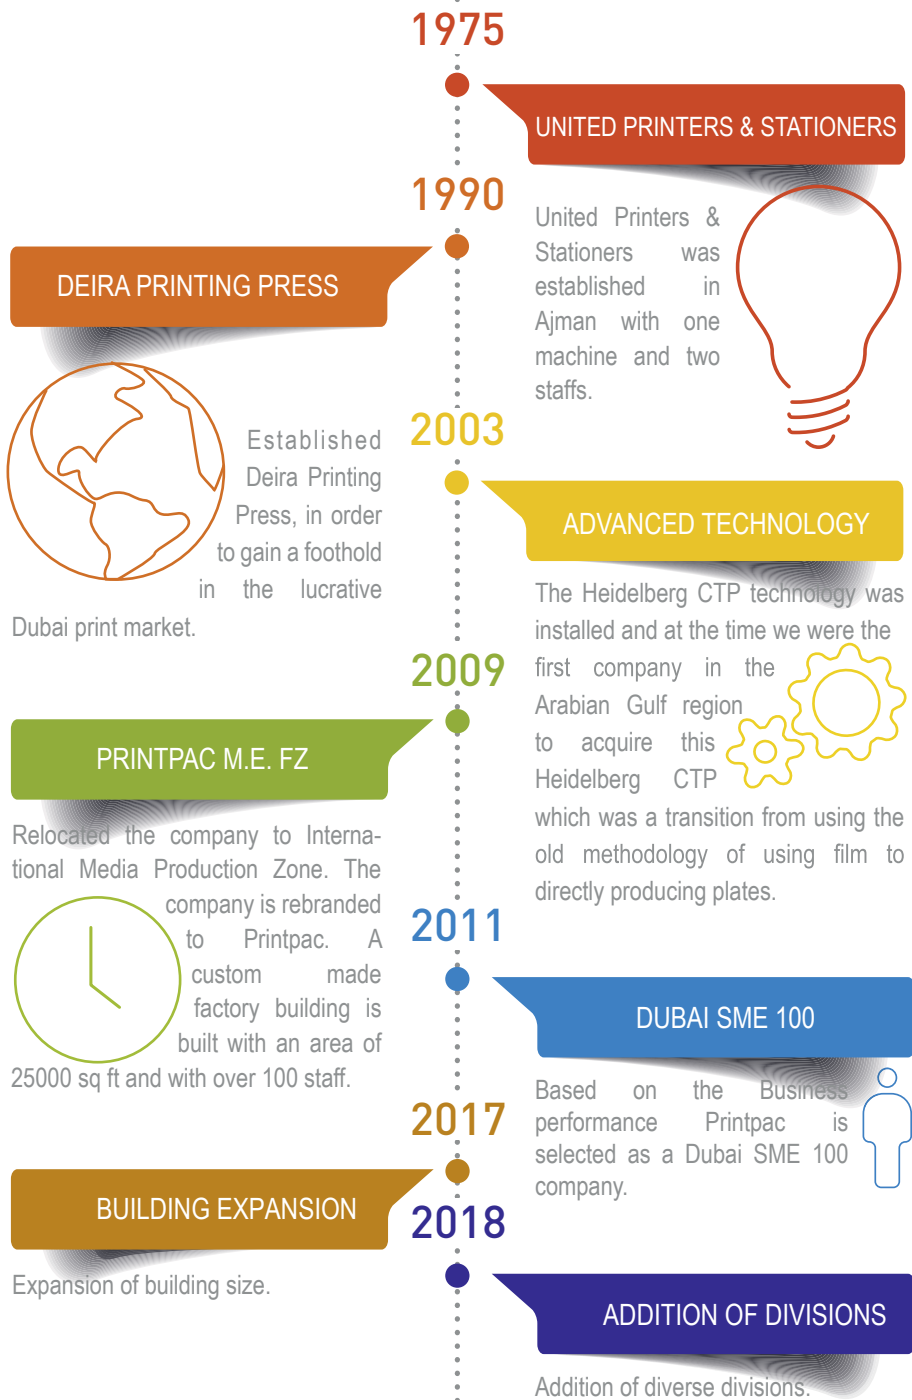 1975
UNITED PRINTERS & STATIONERS
United Printers &
Stationers was
established in
Ajman with one
machine and two
staffs.
1990
DEIRA PRINTING PRESS
Established
Deira Printing
Press, in order
to gain a foothold
in the lucrative
Dubai print market.
2003
ADVANCED TECHNOLOGY
The Heidelberg CTP technology was
installed and at the time we were the
first company in the
Arabian Gulf region
to acquire this
Heidelberg CTP
which was a transition from using the
old methodology of using film to
directly producing plates.
2009
PRINTPAC M.E. FZ
Relocated the company to Interna-
tional Media Production Zone. The
company is rebranded
to Printpac. A
custom made
factory building is
built with an area of
25000 sq ft and with over 100 staff.
2011
DUBAI SME 100
Based on the Business
performance Printpac is
selected as a Dubai SME 100
company.
2017
BUILDING EXPANSION
Expansion of building size.
2018
ADDITION OF DIVISIONS
Addition of diverse divisions.